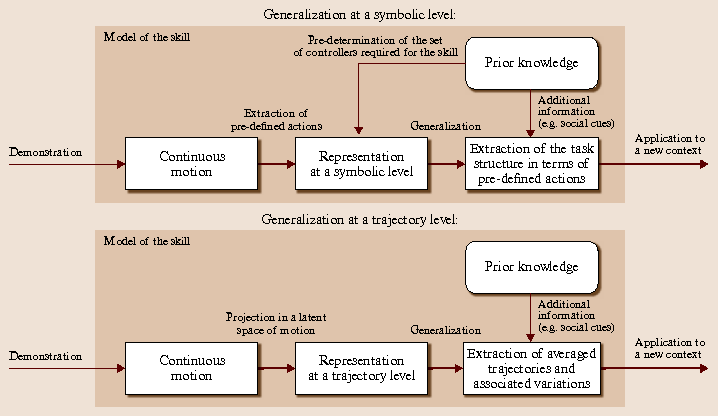 Generalization at a symbolic level:
Model of the skill
Pre-determination of the set
of controllers required for the skill
Prior knowledge
Additional
information
(e.g. social cues)
Extraction of
pre-defined actions
Generalization
Demonstration
Continuous
motion
Representation
at a symbolic level
Extraction of the task
structure in terms of
pre-defined actions
Application to
a new context
Generalization at a trajectory level:
Model of the skill
Prior knowledge
Additional
information
(e.g. social cues)
Projection in a latent
space of motion
Generalization
Demonstration
Continuous
motion
Representation
at a trajectory level
Extraction of averaged
trajectories and
associated variations
Application to
a new context